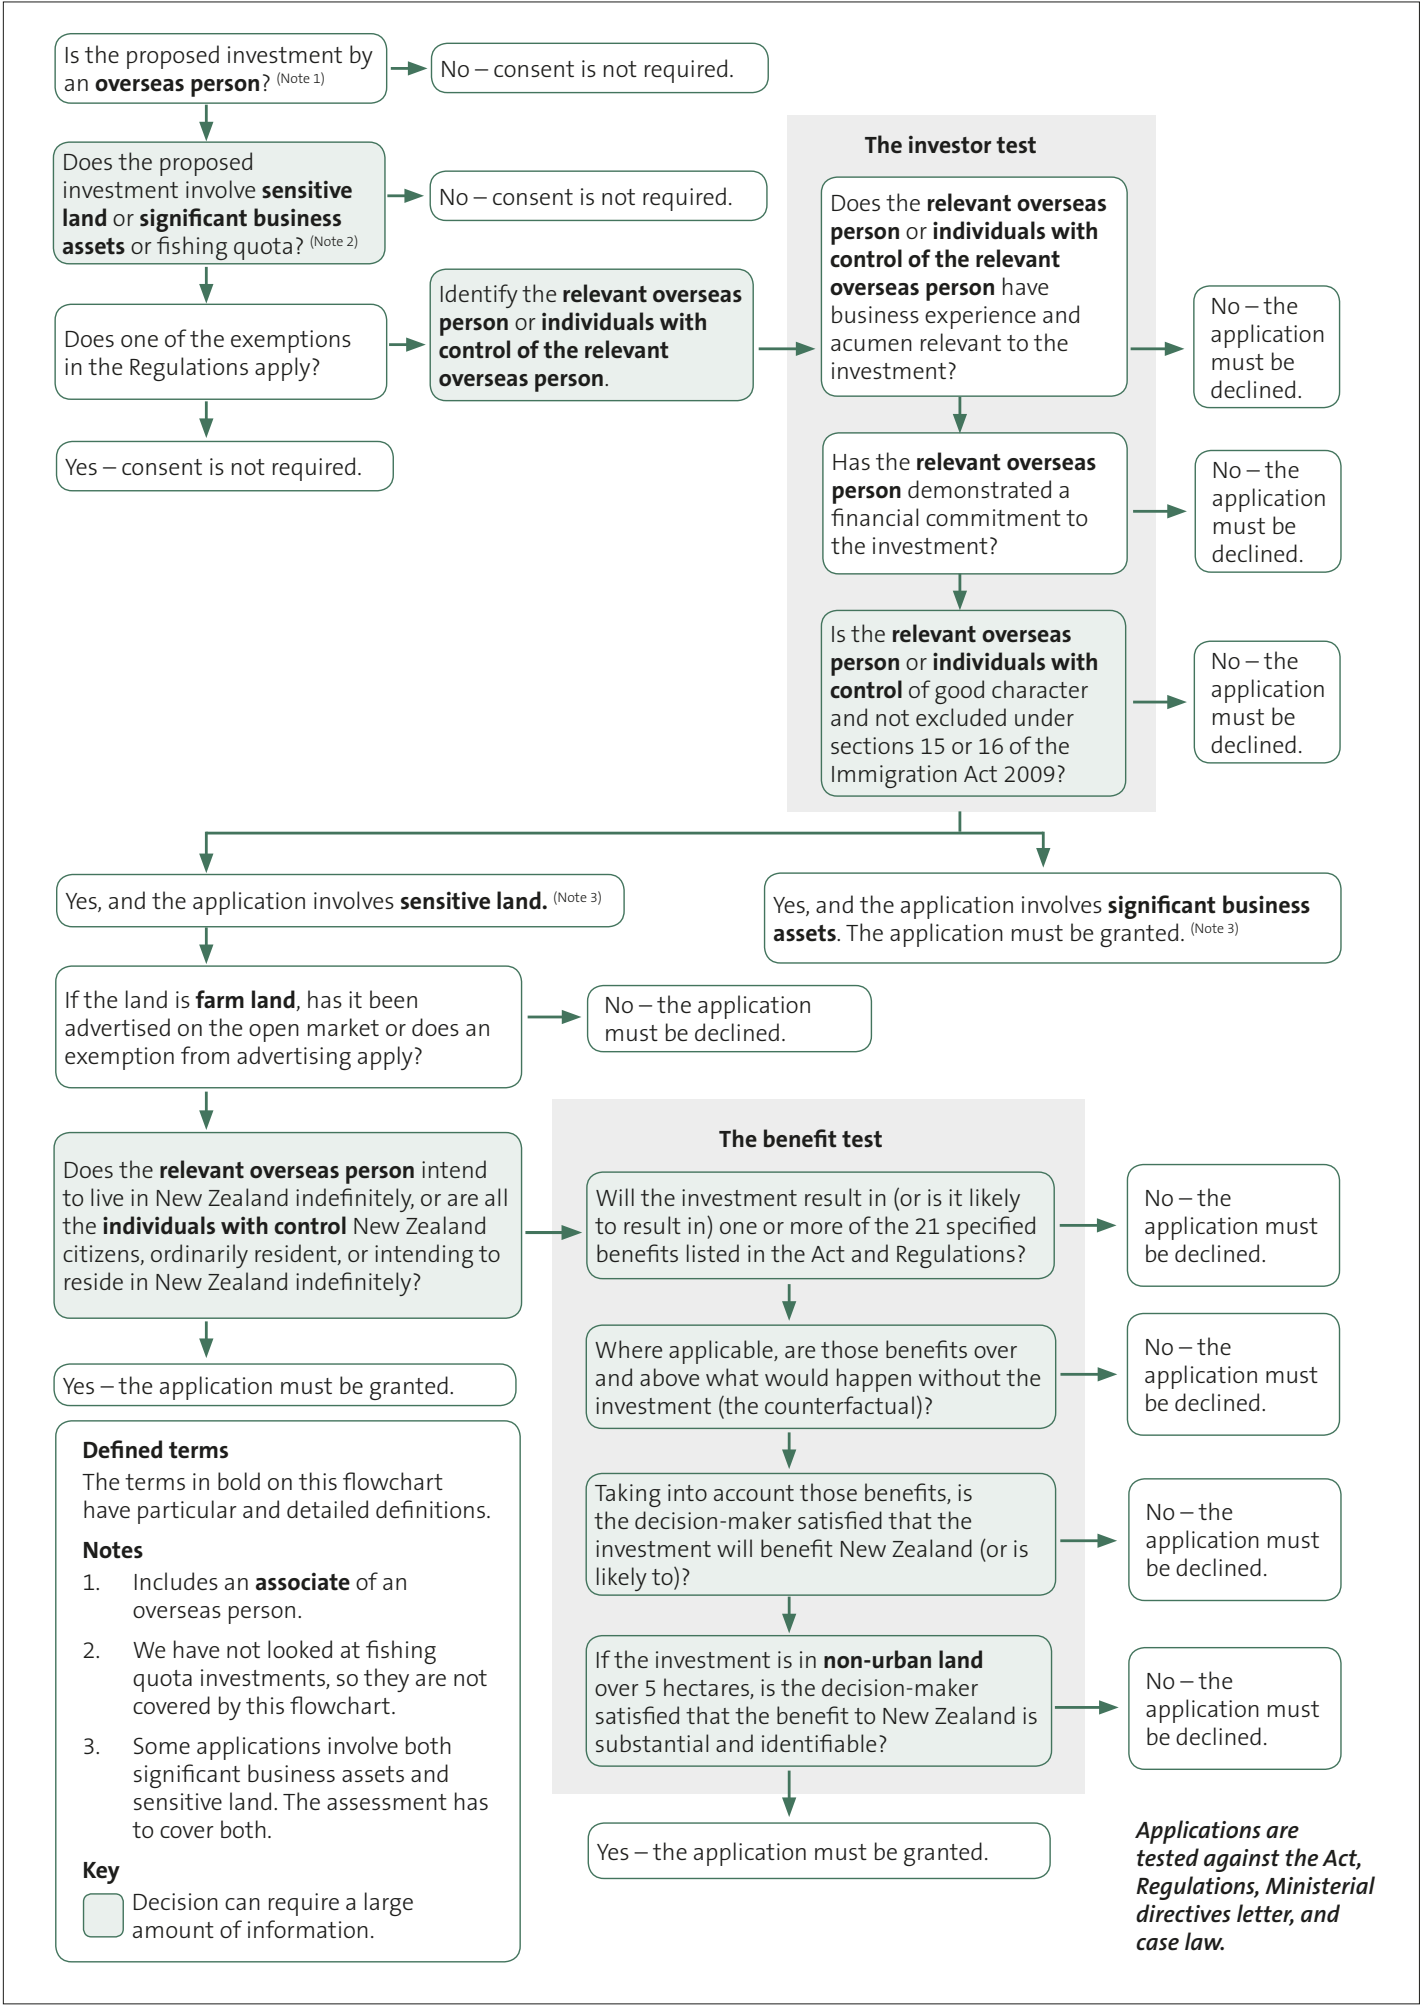 Is the proposed investment by
an overseas person? (Note 1)
No – consent is not required.
Does the proposed
investment involve sensitive
land or significant business
assets or fishing quota? (Note 2)
No – consent is not required.
Does one of the exemptions
in the Regulations apply?
Yes – consent is not required.
Identify the relevant overseas
person or individuals with
control of the relevant
overseas person.
The investor test
Does the relevant overseas
person or individuals with
control of the relevant
overseas person have
business experience and
acumen relevant to the
investment?
No – the
application
must be
declined.
Has the relevant overseas
person demonstrated a
financial commitment to
the investment?
No – the
application
must be
declined.
Is the relevant overseas
person or individuals with
control of good character
and not excluded under
sections 15 or 16 of the
Immigration Act 2009?
No – the
application
must be
declined.
Yes, and the application involves sensitive land. (Note 3)
Yes, and the application involves significant business
assets. The application must be granted. (Note 3)
If the land is farm land, has it been
advertised on the open market or does an
exemption from advertising apply?
No – the application
must be declined.
Does the relevant overseas person intend
to live in New Zealand indefinitely, or are all
the individuals with control New Zealand
citizens, ordinarily resident, or intending to
reside in New Zealand indefinitely?
Yes – the application must be granted.
The benefit test
Will the investment result in (or is it likely
to result in) one or more of the 21 specified
benefits listed in the Act and Regulations?
No – the
application must
be declined.
Where applicable, are those benefits over
and above what would happen without the
investment (the counterfactual)?
No – the
application must
be declined.
Taking into account those benefits, is
the decision-maker satisfied that the
investment will benefit New Zealand (or is
likely to)?
No – the
application must
be declined.
If the investment is in non-urban land
over 5 hectares, is the decision-maker
satisfied that the benefit to New Zealand is
substantial and identifiable?
No – the
application must
be declined.
Yes – the application must be granted.
Defined terms
The terms in bold on this flowchart
have particular and detailed definitions.
Notes
1. Includes an associate of an
overseas person.
2. We have not looked at fishing
quota investments, so they are not
covered by this flowchart.
3. Some applications involve both
significant business assets and
sensitive land. The assessment has
to cover both.
Key
Decision can require a large
amount of information.
Applications are
tested against the Act,
Regulations, Ministerial
directives letter, and
case law.